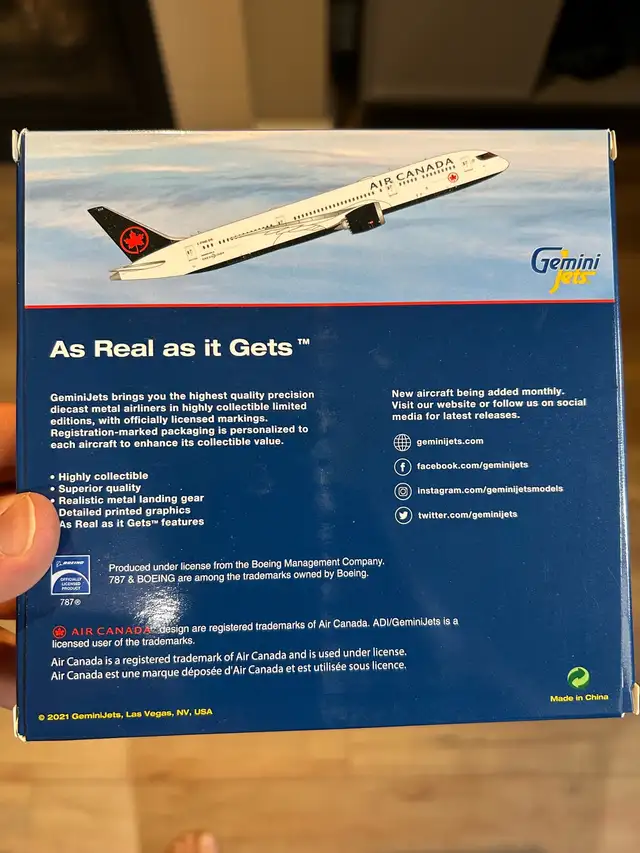 AIR CANADA
Gemini
Jets
As Real as it Gets™
GeminiJets brings you the highest quality precision
diecast metal airliners in highly collectible limited
editions, with officially licensed markings.
Registration-marked packaging is personalized to
each aircraft to enhance its collectible value.
• Highly collectible
• Superior quality
• Realistic metal landing gear
Detailed printed graphics
As Real as it Gets™ features
New aircraft being added monthly.
Visit our website or follow us on social
media for latest releases.
geminijets.com
facebook.com/geminijets
instagram.com/geminijetsmodels
twitter.com/geminijets
BOEING
OFFICIALLY
LICENSED
PRODUCT
787®
Produced under license from the Boeing Management Company.
787 & BOEING are among the trademarks owned by Boeing.
AIR CANADA design are registered trademarks of Air Canada. ADI/GeminiJets is a
licensed user of the trademarks.
Air Canada is a registered trademark of Air Canada and is used under license.
Air Canada est une marque déposée d'Air Canada et est utilisée sous licence.
Made in China
© 2021 GeminiJets, Las Vegas, NV, USA